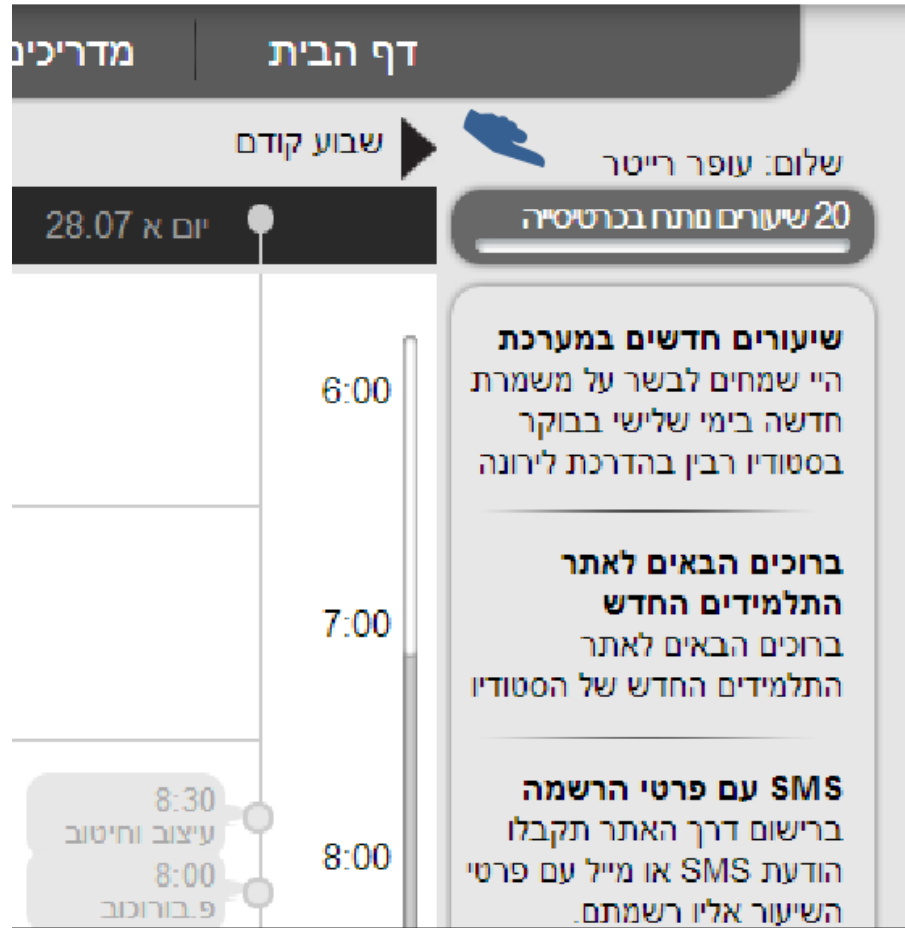 דף הבית
מדריכים
שלום: עופר רייטר
20 שיעורים נותח בכרטיסייה
שיעורים חדשים במערכת
היי שמחים לבשר על משמרת
חדשה בימי שלישי בבוקר
בסטודיו רבין בהדרכת לירונה
ברוכים הבאים לאתר
התלמידים החדש
ברוכים הבאים לאתר
התלמידים החדש של הסטודיו
SMS עם פרטי הרשמה
ברישום דרך האתר תקבלו
הודעת SMS או מייל עם פרטי
השיעור אליו רשמתם.
שבוע קודם
יום א 28.07
6:00
7:00
8:00
8:30
עיצוב וחיטוב
8:00
פ.בורוכוב